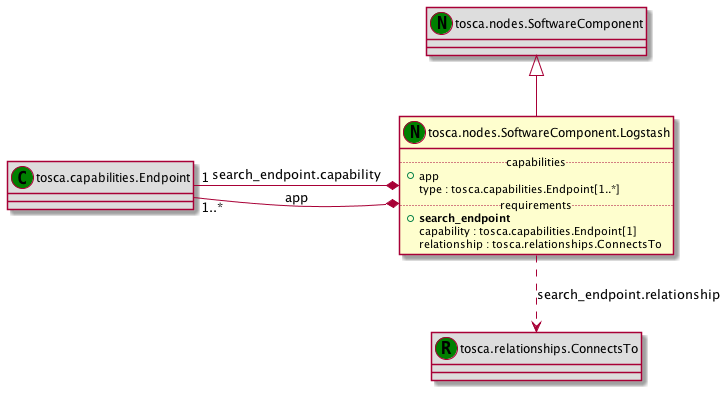 N tosca.nodes.SoftwareComponent
N tosca.nodes.SoftwareComponent.Logstash
capabilities
app
type : tosca.capabilities.Endpoint[1..*]
requirements
search_endpoint
capability : tosca.capabilities.Endpoint[1]
relationship : tosca.relationships.ConnectsTo
C tosca.capabilities.Endpoint
1 search_endpoint.capability
app
1..*
search_endpoint.relationship
R tosca.relationships.ConnectsTo